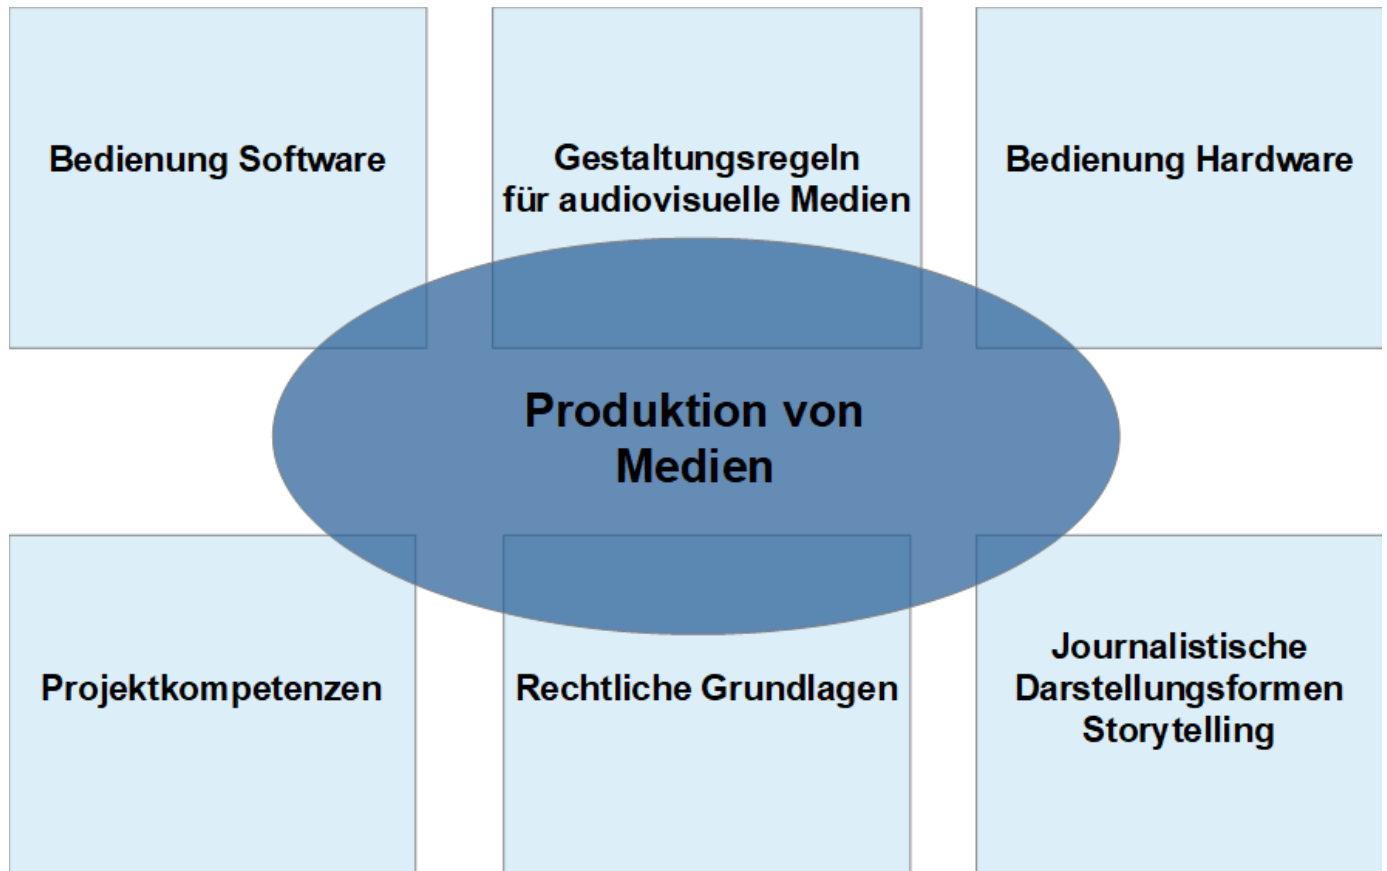 Bedienung Software
Gestaltungsregeln
für audiovisuelle Medien
Bedienung Hardware
Produktion von
Medien
Projektkompetenzen
Rechtliche Grundlagen
Journalistische
Darstellungsformen
Storytelling